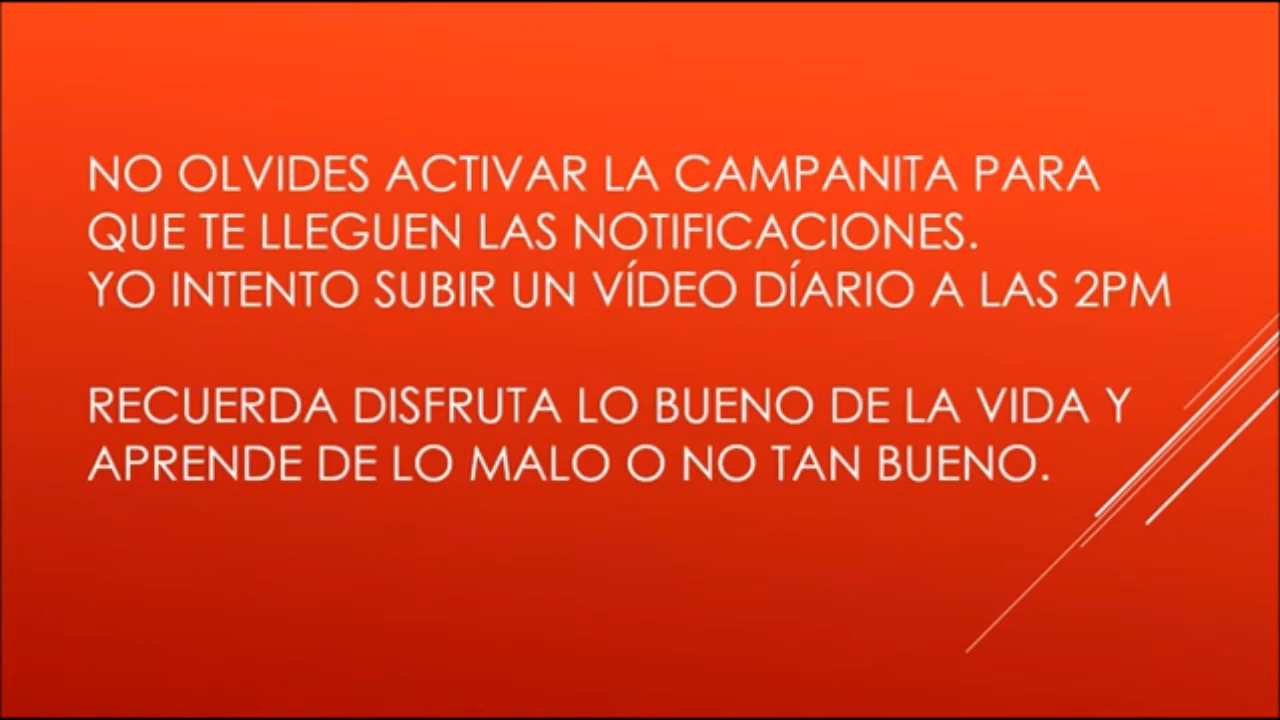 NO OLVIDES ACTIVAR LA CAMPANITA PARA
QUE TE LLEGUEN LAS NOTIFICACIONES.
YO INTENTO SUBIR UN VÍDEO DÍARIO A LAS 2PM
RECUERDA DISFRUTA LO BUENO DE LA VIDA Y
APRENDE DE LO MALO O NO TAN BUENO.